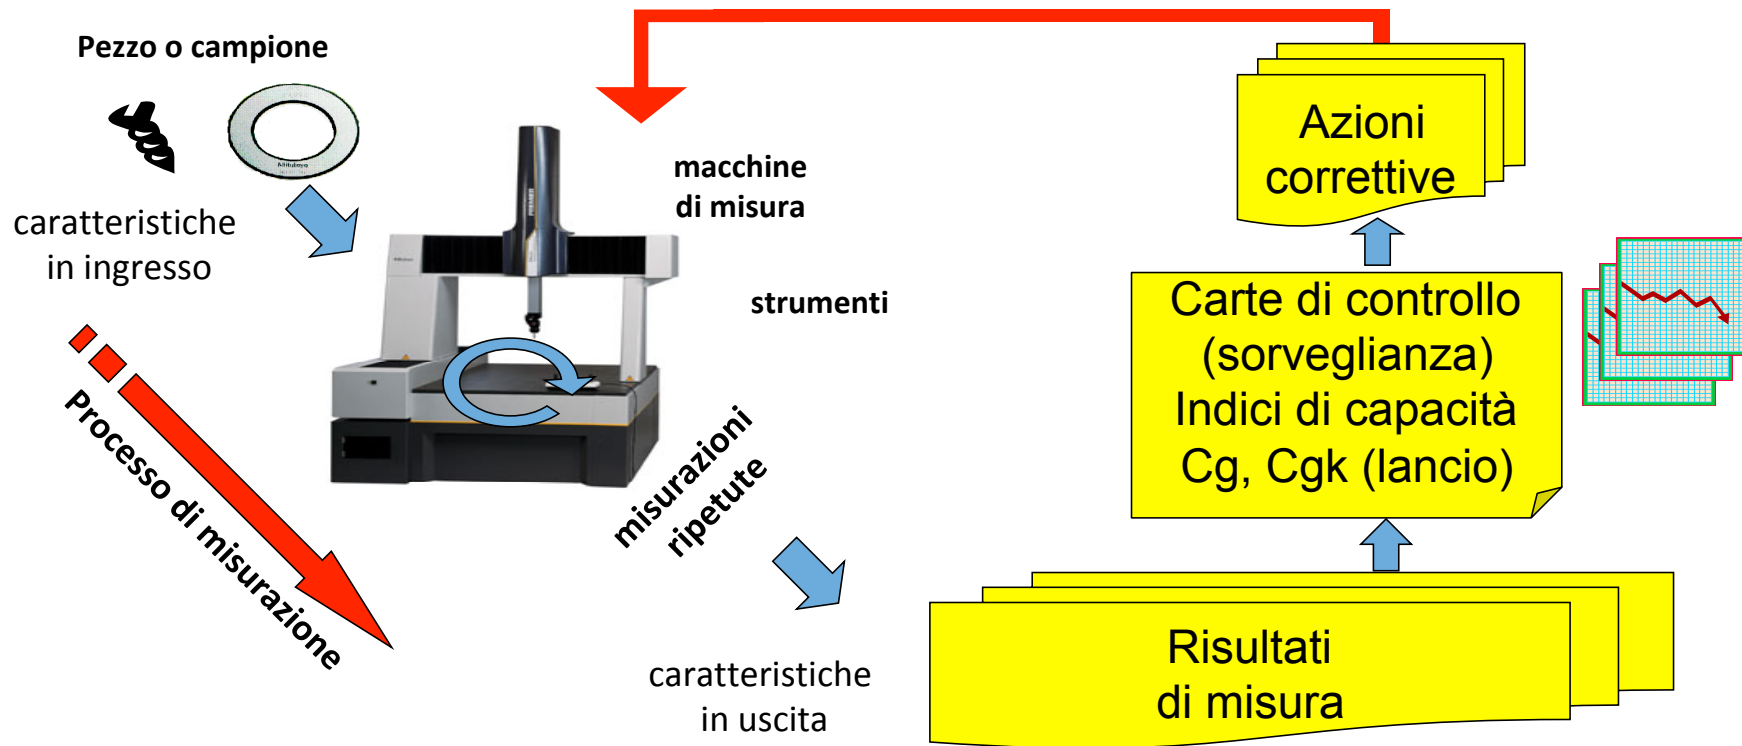 Pezzo o campione
Mitutoyo
caratteristiche
in ingresso
macchine
di misura
strumenti
Processo di misurazione
misurazioni
ripetute
caratteristiche
in uscita
Azioni
correttive
Carte di controllo
(sorveglianza)
Indici di capacità
Cg, Cgk (lancio)
Risultati
di misura